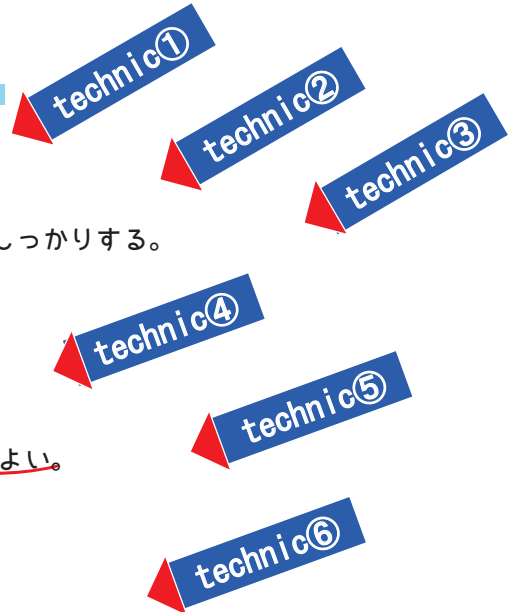 technic①
technic②
technic③
しっかりする。
technic④
technic⑤
よい。
technic⑥